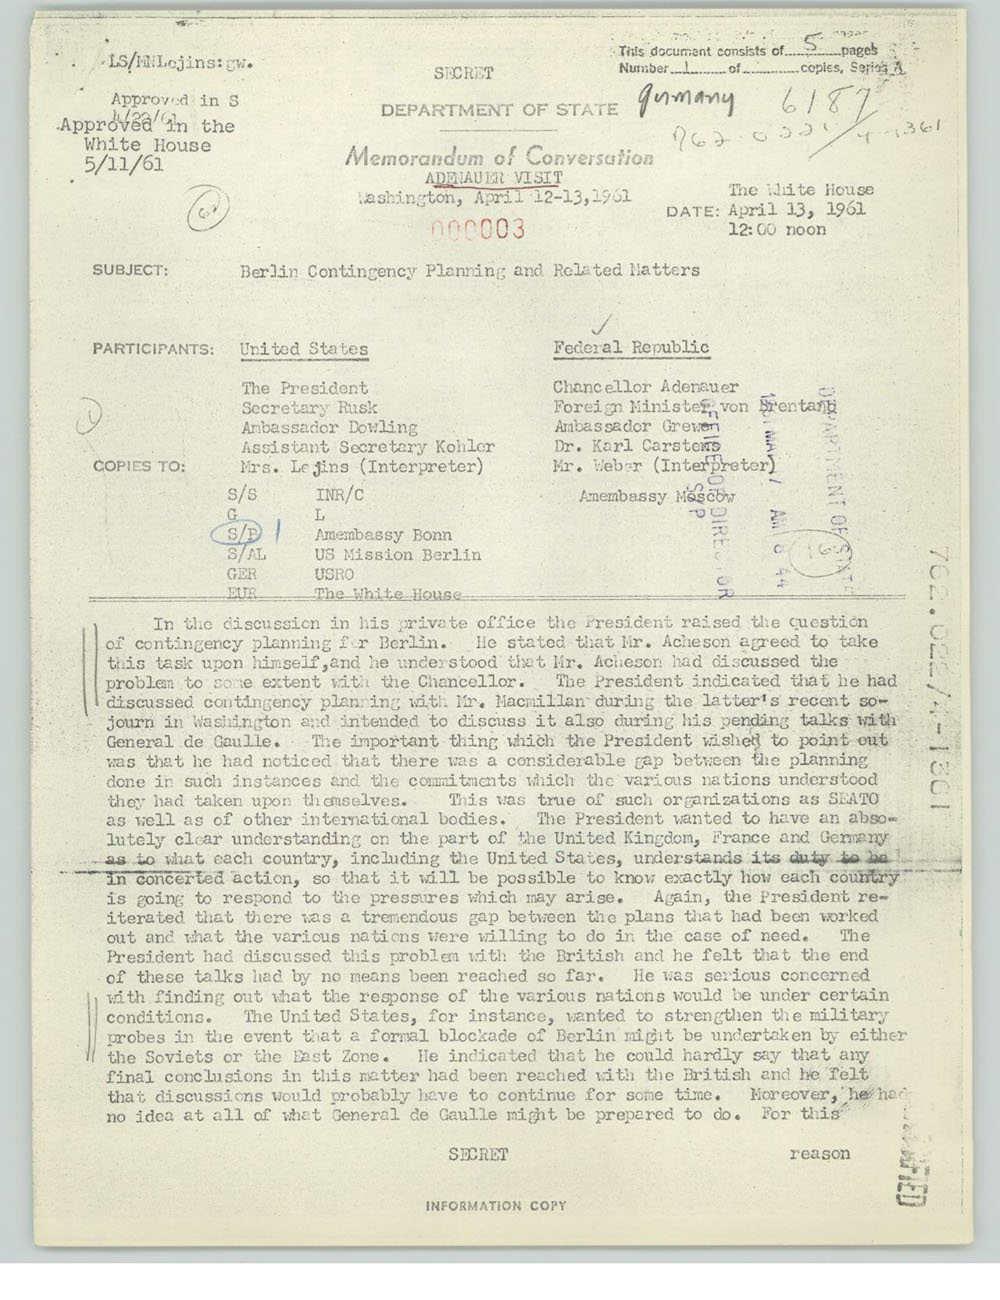 LS/MNLejins:gw.
This document consists of 5 pages
Number 1 of copies, Series A
SECRET
Approved in S
4/22/61
Approved in the
White House
5/11/61
DEPARTMENT OF STATE
Germany
6187
Memorandum of Conversation
ADENAUER VISIT
Washington, April 12-13, 1961
The White House
DATE: April 13, 1961
12:00 noon
000003
SUBJECT: Berlin Contingency Planning and Related Matters
PARTICIPANTS: United States
Federal Republic
The President
Chancellor Adenauer
Secretary Rusk
Foreign Minister von Brentano
Ambassador Dowling
Ambassador Grewe
Assistant Secretary Kohler
Dr. Karl Carstens
Mrs. Lejins (Interpreter)
Mr. Weber (Interpreter)
COPIES TO:
S/S INR/C
Amembassy Moscow
G L
S/P Amembassy Bonn
S/AL US Mission Berlin
GER USRO
EUR The White House
DEPARTMENT OF STATE
1961 MAY 17 AM 8 44
OFFICE OF DIRECTOR
S/P
762.022/4-1361
In the discussion in his private office the President raised the question
of contingency planning for Berlin. He stated that Mr. Acheson agreed to take
this task upon himself,and he understood that Mr. Acheson had discussed the
problem to some extent with the Chancellor. The President indicated that he had
discussed contingency planning with Mr. Macmillan during the latter's recent so-
journ in Washington and intended to discuss it also during his pending talks with
General de Gaulle. The important thing which the President wished to point out
was that he had noticed that there was a considerable gap between the planning
done in such instances and the commitments which the various nations understood
they had taken upon themselves. This was true of such organizations as SEATO
as well as of other international bodies. The President wanted to have an abso-
lutely clear understanding on the part of the United Kingdom, France and Germany
as to what each country, including the United States, understands its duty to be
in concerted action, so that it will be possible to know exactly how each country
is going to respond to the pressures which may arise. Again, the President re-
iterated that there was a tremendous gap between the plans that had been worked
out and what the various nations were willing to do in the case of need. The
President had discussed this problem with the British and he felt that the end
of these talks had by no means been reached so far. He was serious concerned
with finding out what the response of the various nations would be under certain
conditions. The United States, for instance, wanted to strengthen the military
probes in the event that a formal blockade of Berlin might be undertaken by either
the Soviets or the East Zone. He indicated that he could hardly say that any
final conclusions in this matter had been reached with the British and he felt
that discussions would probably have to continue for some time. Moreover, he had
no idea at all of what General de Gaulle might be prepared to do. For this
SECRET
reason
INFORMATION COPY